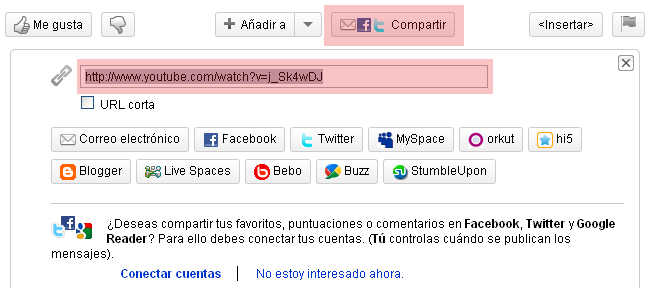 Me gusta Añadir a Compartir <Insertar>
http://www.youtube.com/watch?v=j_Sk4wDJ
URL corta
Correo electrónico Facebook Twitter MySpace orkut hi5
Blogger Live Spaces Bebo Buzz StumbleUpon
¿Deseas compartir tus favoritos, puntuaciones o comentarios en Facebook, Twitter y Google
Reader? Para ello debes conectar tus cuentas. (Tú controlas cuándo se publican los
mensajes).
Conectar cuentas No estoy interesado ahora.